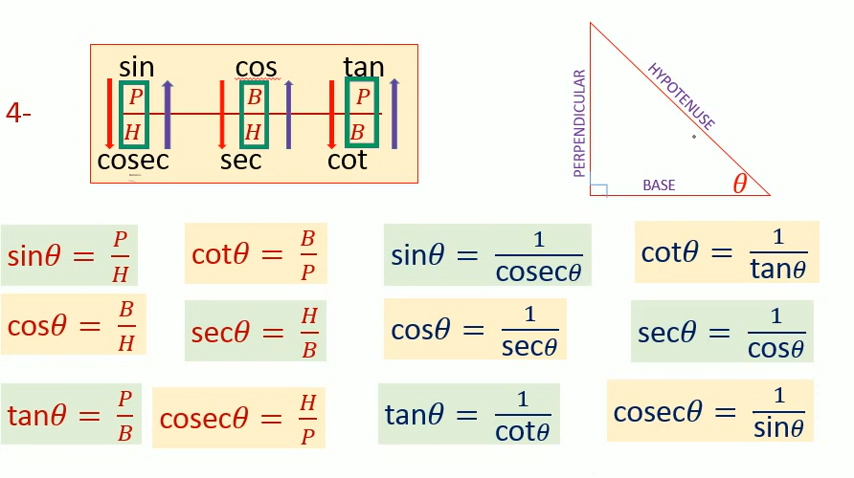 4-
sin cos tan
P B P
H H B
cosec sec cot
PERPENDICULAR
HYPOTENUSE
BASE
θ
sinθ = P/H
cotθ = B/P
sinθ = 1/cosecθ
cotθ = 1/tanθ
cosθ = B/H
secθ = H/B
cosθ = 1/secθ
secθ = 1/cosθ
tanθ = P/B
cosecθ = H/P
tanθ = 1/cotθ
cosecθ = 1/sinθ